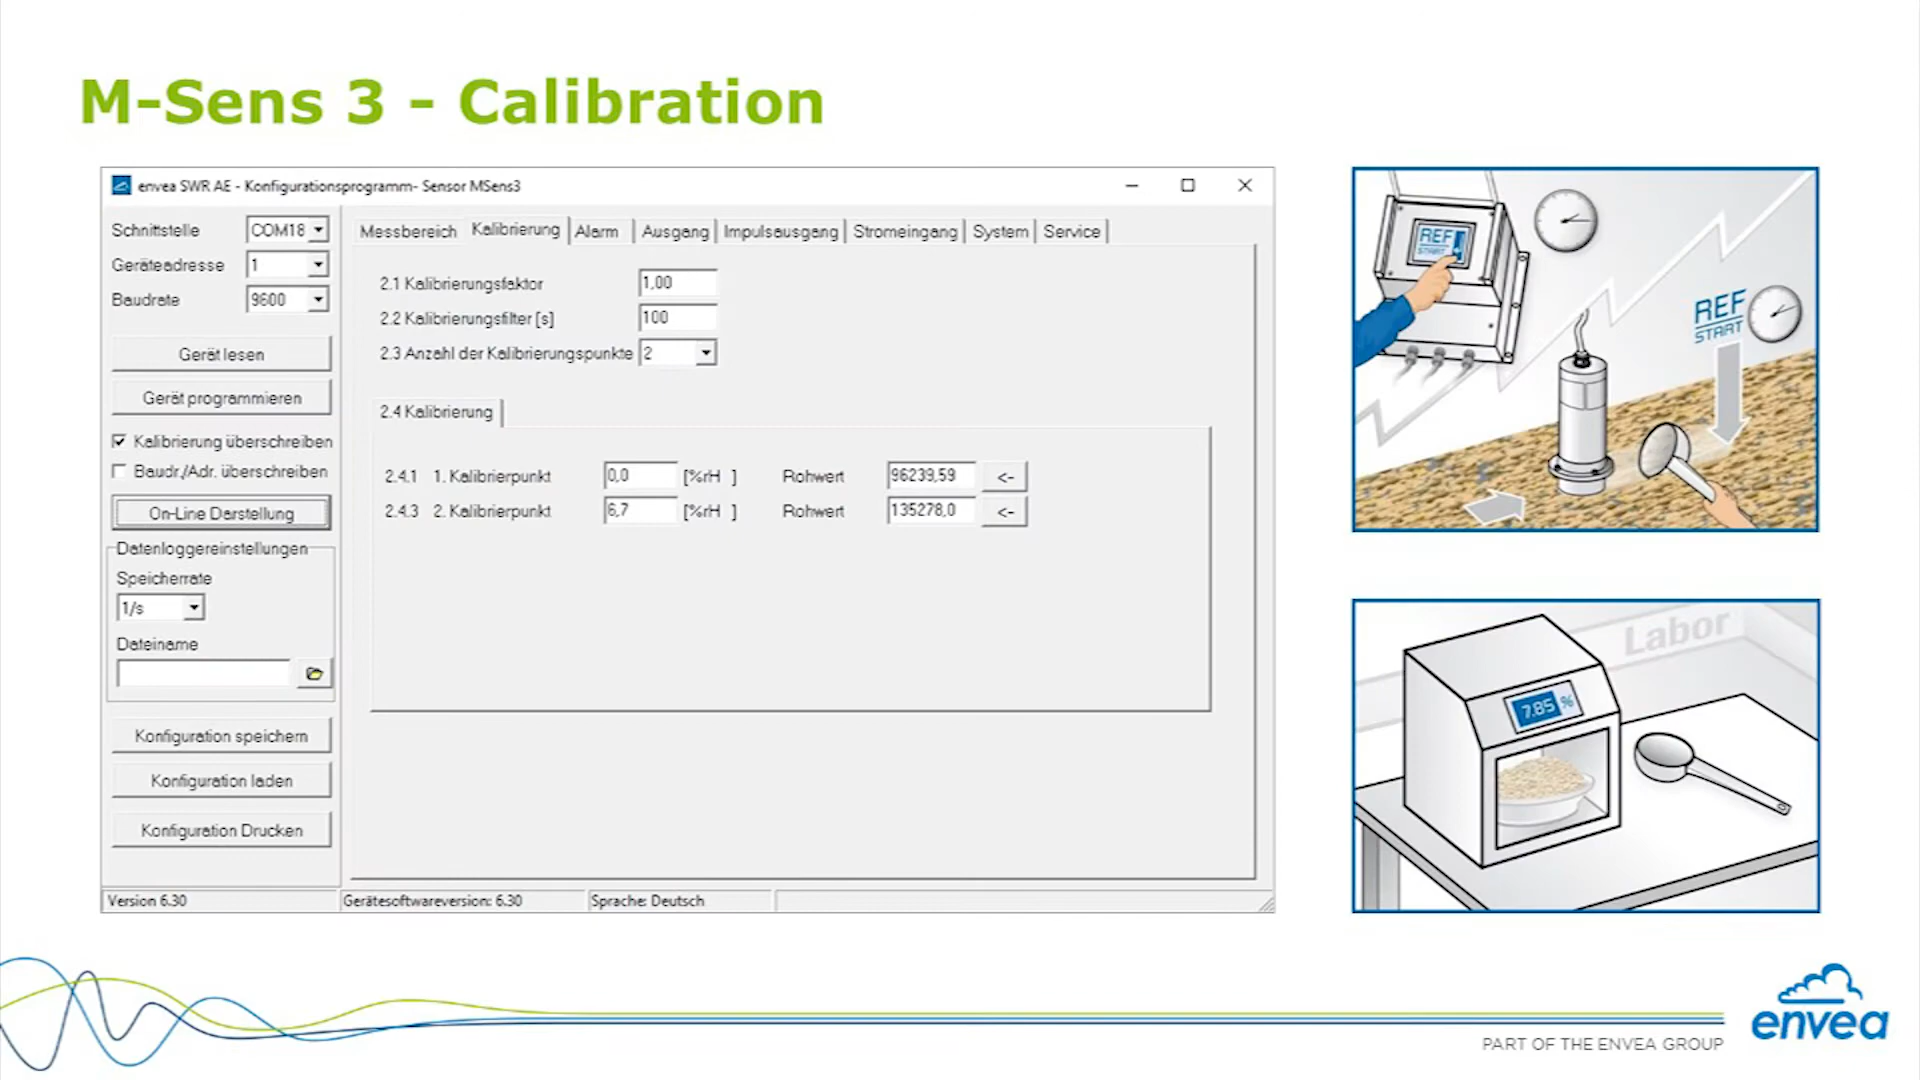 M-Sens 3 - Calibration
envea SWR AE - Konfigurationsprogramm- Sensor MSens3
Schnittstelle COM18
Geräteadresse 1
Baudrate 9600
Gerät lesen
Gerät programmieren
Kalibrierung überschreiben
Baudr./Adr. überschreiben
On-Line Darstellung
Datenloggereinstellungen
Speicherrate
1/s
Dateiname
Konfiguration speichern
Konfiguration laden
Konfiguration Drucken
Messbereich Kalibrierung Alarm Ausgang Impulsausgang Stromeingang System Service
2.1 Kalibrierungsfaktor 1,00
2.2 Kalibrierungsfilter [s] 100
2.3 Anzahl der Kalibrierungspunkte 2
2.4 Kalibrierung
2.4.1 1. Kalibrierpunkt 0,0 [%rH ] Rohwert 96239,59 <-
2.4.3 2. Kalibrierpunkt 6,7 [%rH ] Rohwert 135278,0 <-
Version 6.30 Gerätesoftwareversion: 6.30 Sprache: Deutsch
REF
START
REF
START
Labor
7.85 %
envea
PART OF THE ENVEA GROUP